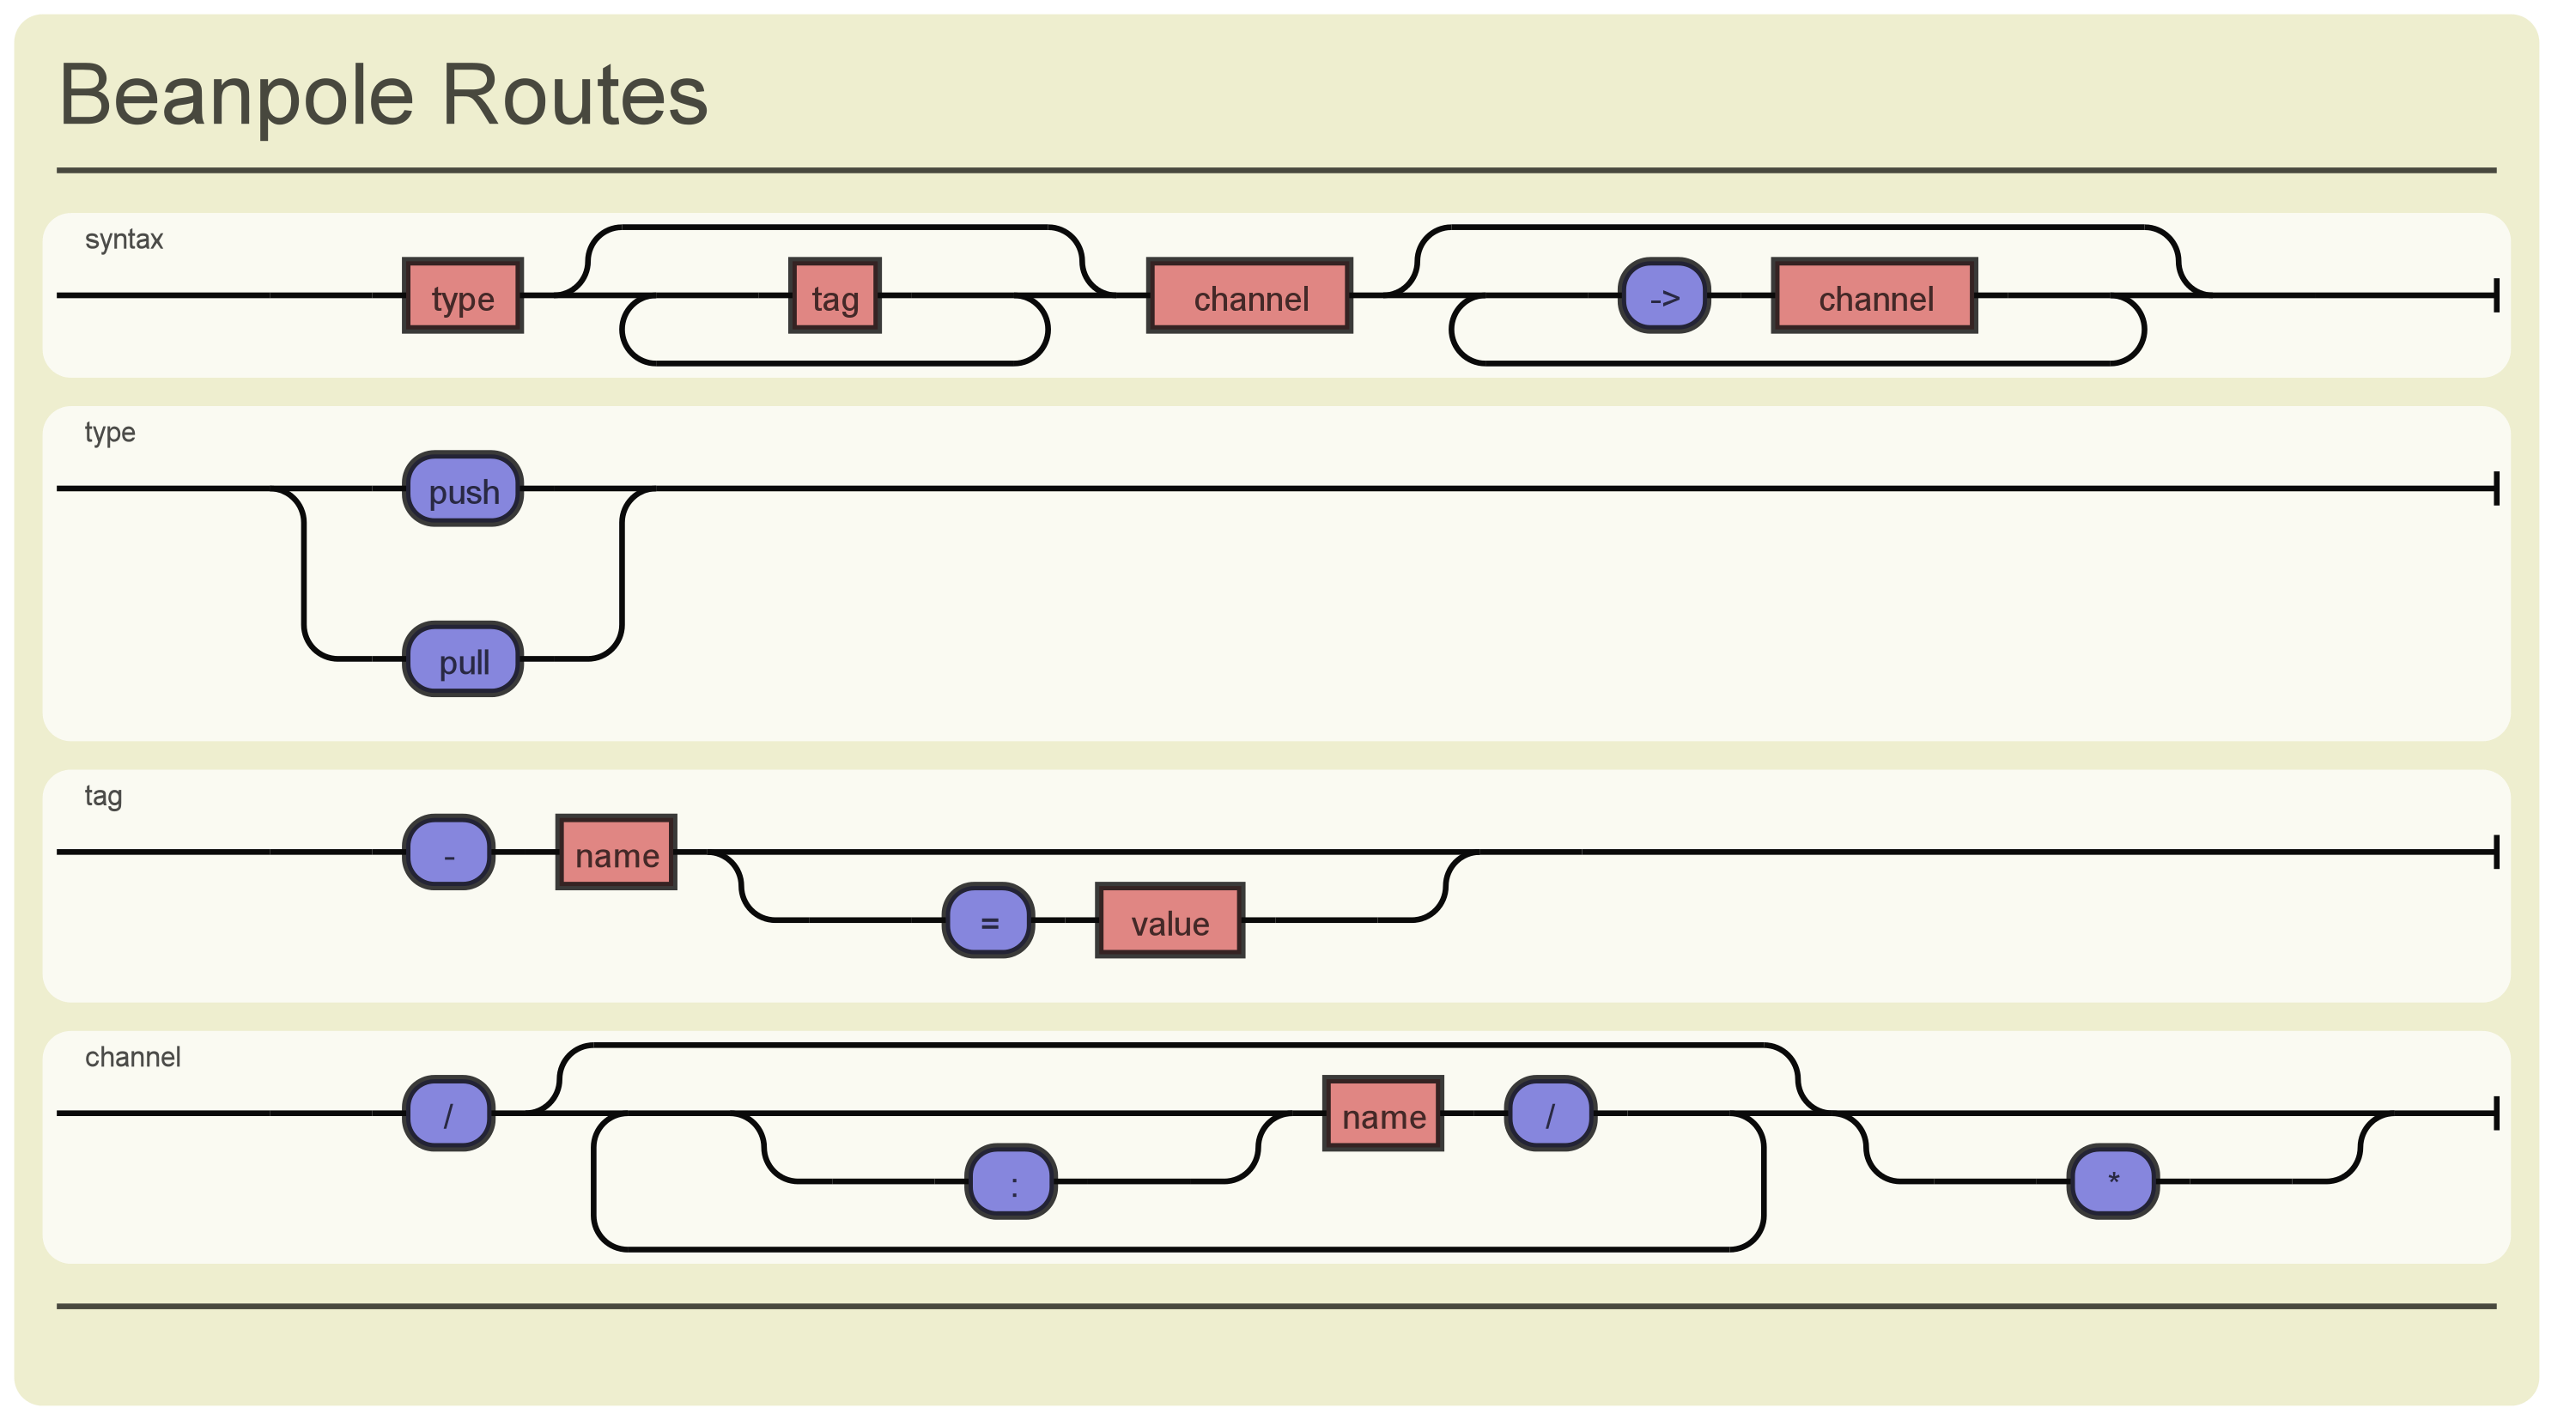 Beanpole Routes
syntax
type tag channel -> channel
type
push
pull
tag
- name
= value
channel
/ name /
: *